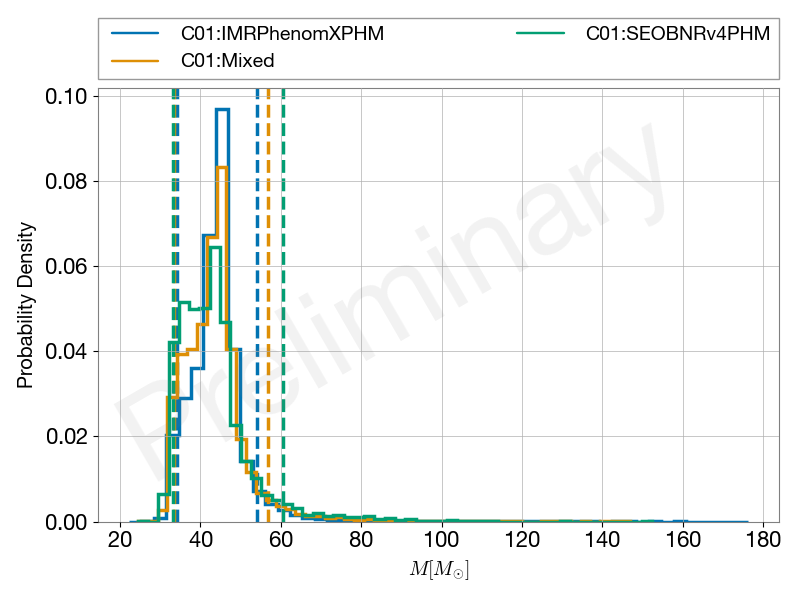 C01:IMRPhenomXPHM
C01:Mixed
C01:SEOBNRv4PHM
0.10
0.08
0.06
0.04
0.02
0.00
Probability Density
Preliminary
20 40 60 80 100 120 140 160 180
M[M⊙]